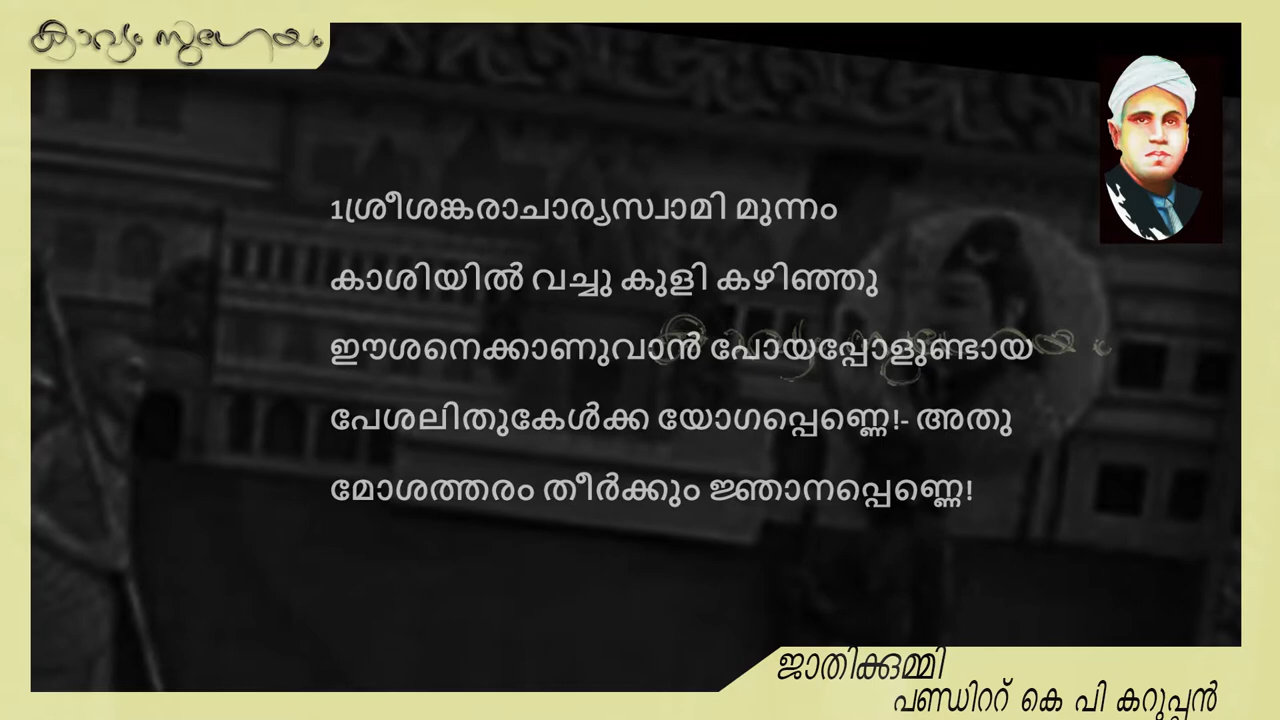 കാവ്യം സുഗേയം
1ശ്രീശങ്കരാചാര്യസ്വാമി മുന്നം
കാശിയിൽ വച്ചു കുളി കഴിഞ്ഞു
ഈശനെക്കാണുവാൻ പോയപ്പോളുണ്ടായ
പേശലിതുകേൾക്ക യോഗപ്പെണ്ണെ!- അതു
മോശത്തരം തീർക്കും ജ്ഞാനപ്പെണ്ണെ!
ജാതിക്കുമ്മി
പണ്ഡിററ് കെ പി കറുപ്പൻ